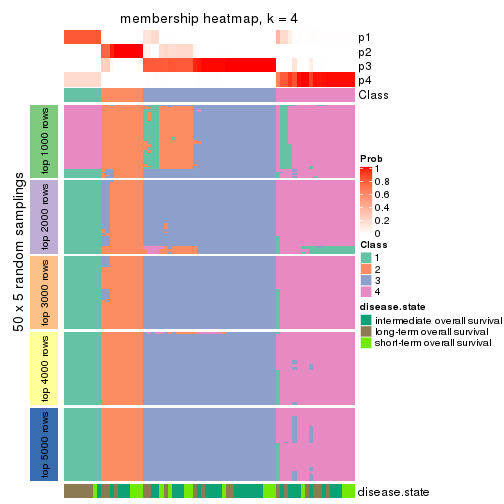 membership heatmap, k = 4
p1
p2
p3
p4
Class
50 x 5 random samplings
top 1000 rows
top 2000 rows
top 3000 rows
top 4000 rows
top 5000 rows
Prob
1
0.8
0.6
0.4
0.2
0
Class
1
2
3
4
disease.state
intermediate overall survival
long-term overall survival
short-term overall survival
disease.state